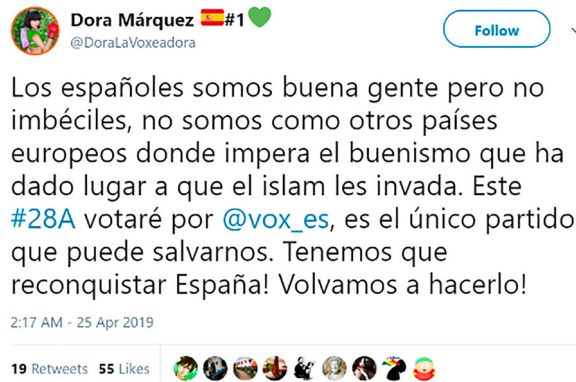 Dora Márquez 🇪🇸#1💚
@DoraLaVoxeadora
Follow
Los españoles somos buena gente pero no
imbéciles, no somos como otros países
europeos donde impera el buenismo que ha
dado lugar a que el islam les invada. Este
#28A votaré por @vox_es, es el único partido
que puede salvarnos. Tenemos que
reconquistar España! Volvamos a hacerlo!
2:17 AM - 25 Apr 2019
19 Retweets 55 Likes